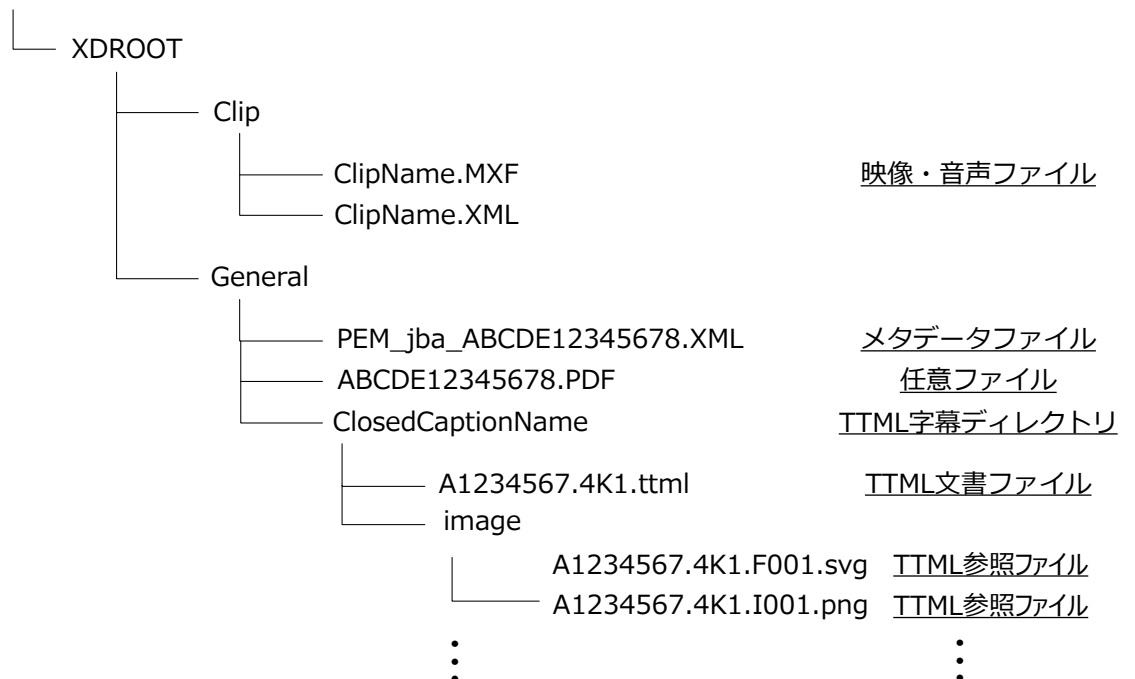 XDROOT
Clip
ClipName.MXF 映像・音声ファイル
ClipName.XML
General
PEM_jba_ABCDE12345678.XML メタデータファイル
ABCDE12345678.PDF 任意ファイル
ClosedCaptionName TTML字幕ディレクトリ
A1234567.4K1.ttml TTML文書ファイル
image
A1234567.4K1.F001.svg TTML参照ファイル
A1234567.4K1.I001.png TTML参照ファイル